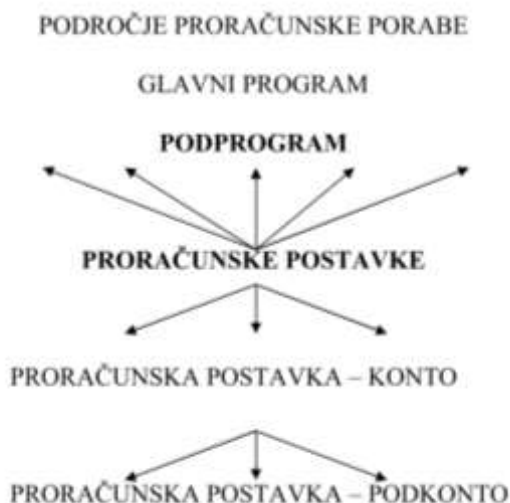 PODROČJE PRORAČUNSKE PORABE
GLAVNI PROGRAM
PODPROGRAM
PRORAČUNSKE POSTAVKE
PRORAČUNSKA POSTAVKA – KONTO
PRORAČUNSKA POSTAVKA – PODKONTO